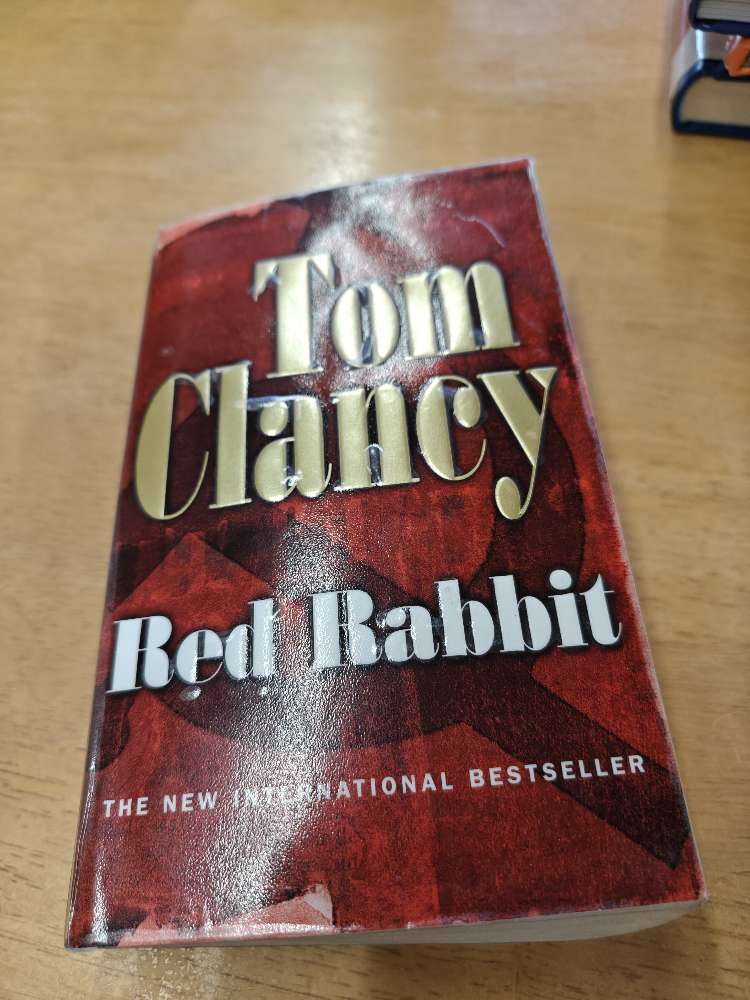 Tom
Clancy
Red Rabbit
THE NEW INTERNATIONAL BESTSELLER